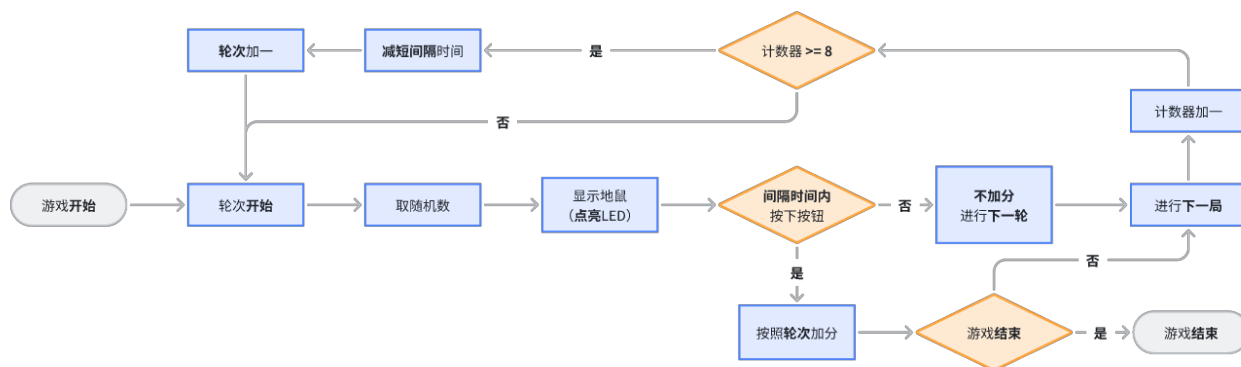 轮次加一
减短间隔时间
是
计数器 >= 8
计数器加一
否
游戏开始
轮次开始
取随机数
显示地鼠
（点亮LED）
间隔时间内
按下按钮
否
不加分
进行下一轮
进行下一局
是
否
按照轮次加分
游戏结束
是
游戏结束